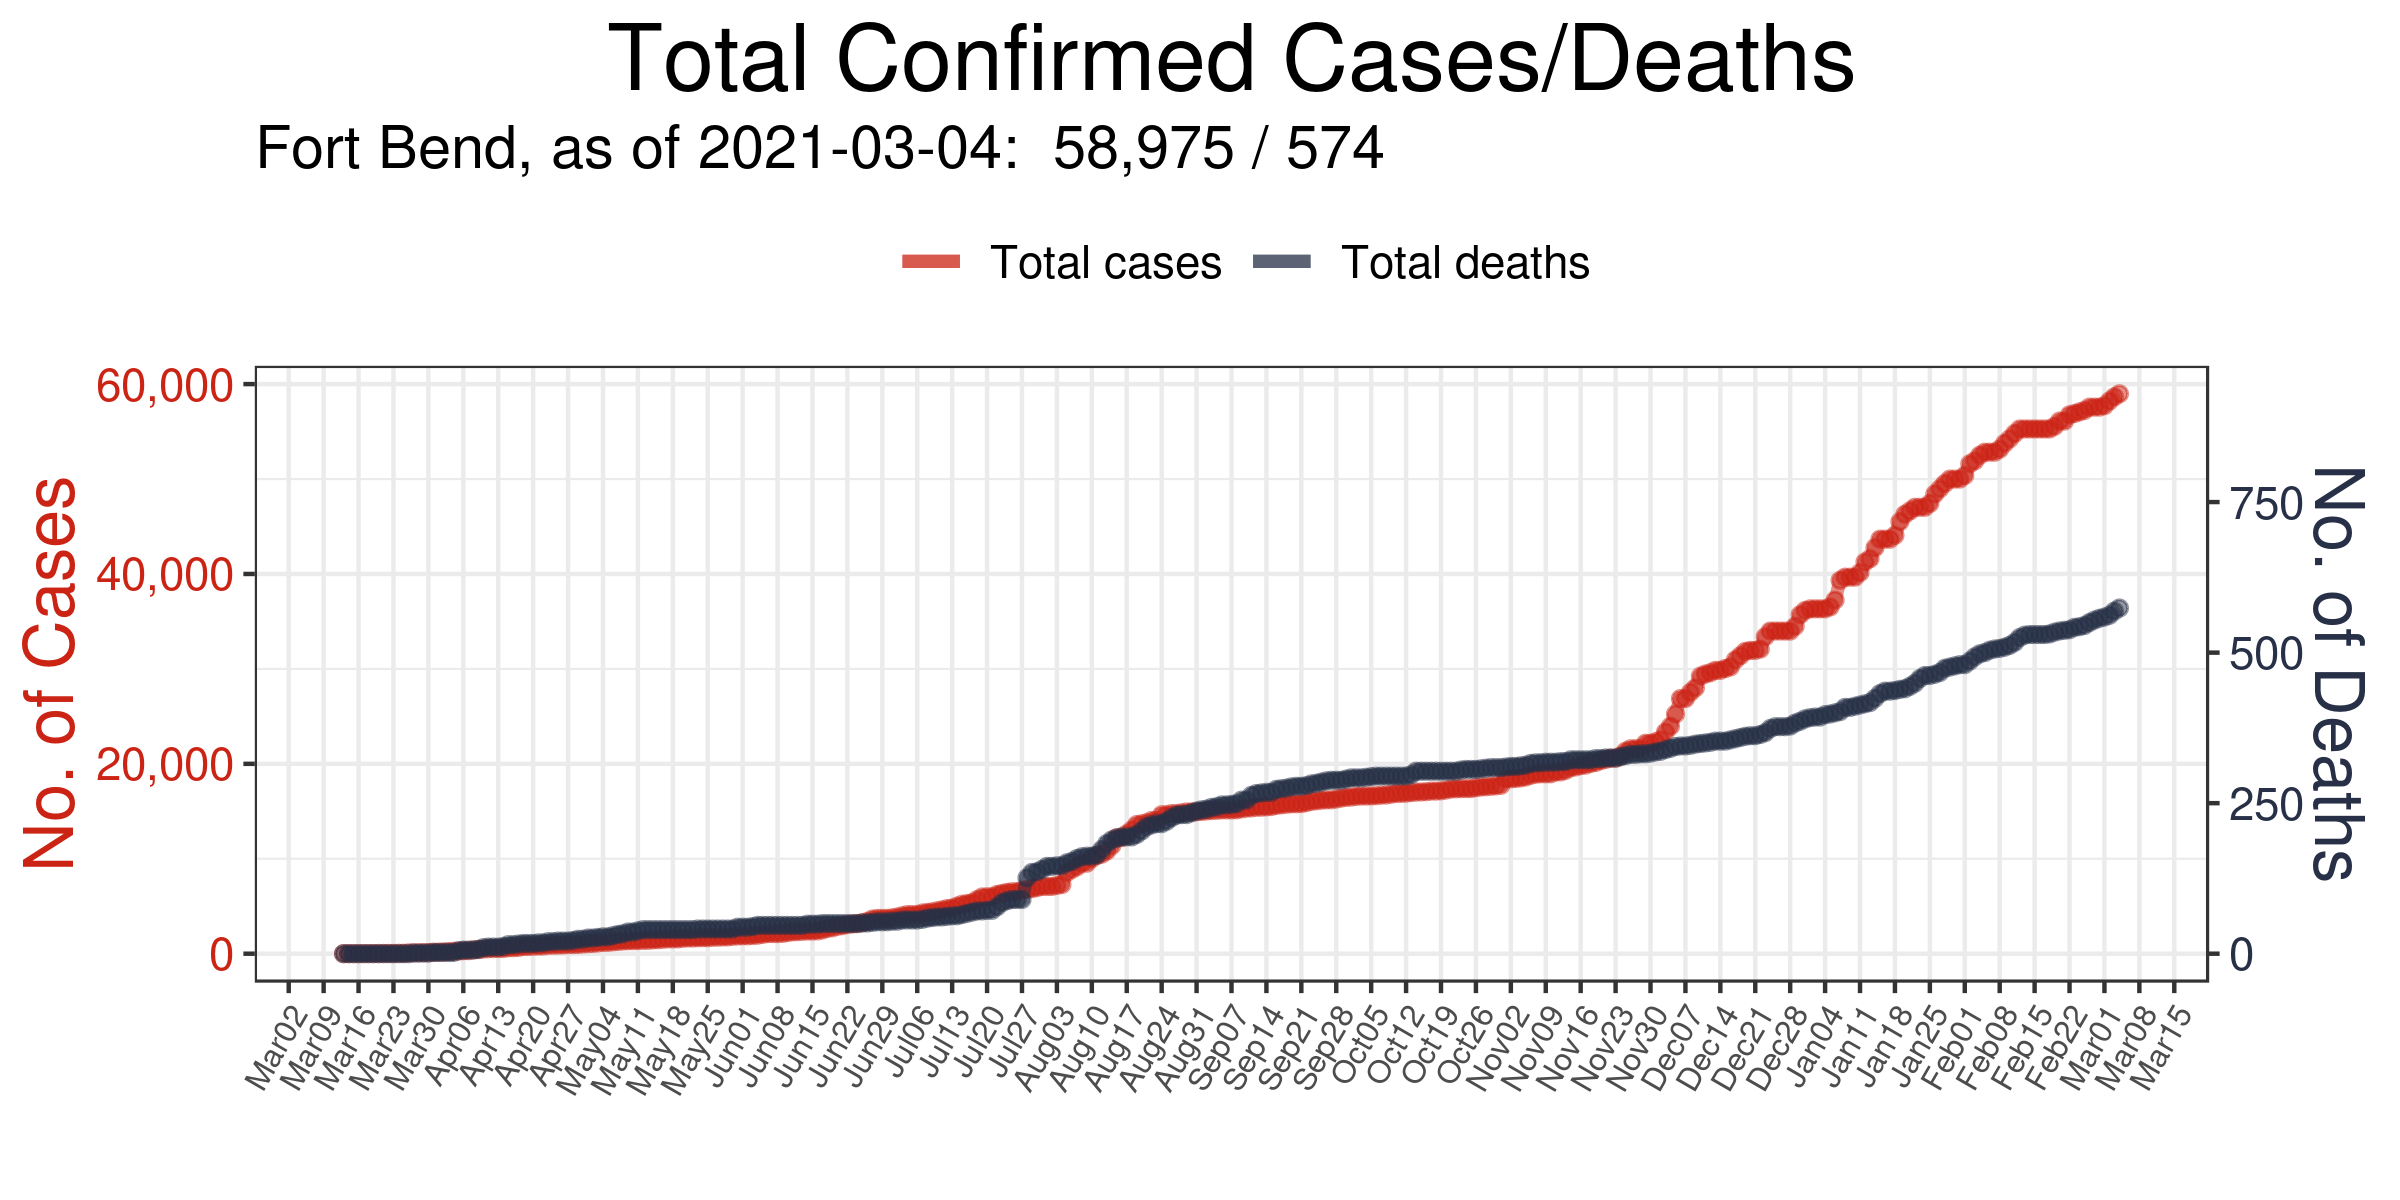 Total Confirmed Cases/Deaths
Fort Bend, as of 2021-03-04:  58,975 / 574
Total cases Total deaths
No. of Cases
60,000
40,000
20,000
0
750
500
250
0
No. of Deaths
Mar02 Mar09 Mar16 Mar23 Mar30 Apr06 Apr13 Apr20 Apr27 May04 May11 May18 May25 Jun01 Jun08 Jun15 Jun22 Jun29 Jul06 Jul13 Jul20 Jul27 Aug03 Aug10 Aug17 Aug24 Aug31 Sep07 Sep14 Sep21 Sep28 Oct05 Oct12 Oct19 Oct26 Nov02 Nov09 Nov16 Nov23 Nov30 Dec07 Dec14 Dec21 Dec28 Jan04 Jan11 Jan18 Jan25 Feb01 Feb08 Feb15 Feb22 Mar01 Mar08 Mar15